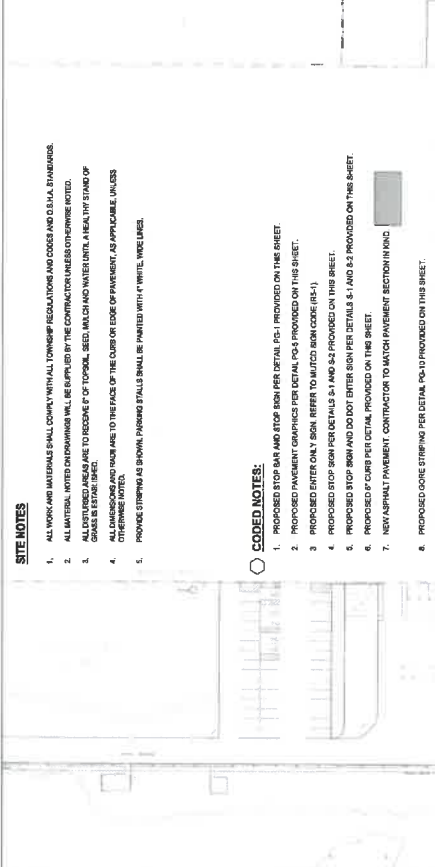 SITE NOTES
1. ALL WORK AND MATERIALS SHALL COMPLY WITH ALL TOWNSHIP REGULATIONS AND CODES AND O.S.H.A. STANDARDS.
2. ALL MATERIAL NOTED ON DRAWINGS WILL BE SUPPLIED BY THE CONTRACTOR UNLESS OTHERWISE NOTED.
3. ALL DISTURBED AREAS ARE TO RECEIVE 6" OF TOPSOIL, SEED, MULCH AND WATER UNTIL A HEALTHY STAND OF
GRASS IS ESTABLISHED.
4. ALL DIMENSIONS AND RADII ARE TO THE FACE OF THE CURB OR EDGE OF PAVEMENT, AS APPLICABLE, UNLESS
OTHERWISE NOTED.
5. PROVIDE STRIPING AS SHOWN. PARKING STALLS SHALL BE PAINTED WITH 4" WHITE, WIDE LINES.
CODED NOTES:
1. PROPOSED STOP BAR AND STOP SIGN PER DETAIL PG-1 PROVIDED ON THIS SHEET.
2. PROPOSED PAVEMENT GRAPHICS PER DETAIL PG-5 PROVIDED ON THIS SHEET.
3 PROPOSED ENTER ONLY SIGN. REFER TO MUTCD SIGN CODE (R5-1).
4. PROPOSED STOP SIGN PER DETAILS S-1 AND S-2 PROVIDED ON THIS SHEET.
5. PROPOSED STOP SIGN AND DO DOT ENTER SIGN PER DETAILS S-1 AND S-2 PROVIDED ON THIS SHEET.
6. PROPOSED 6" CURB PER DETAIL PROVIDED ON THIS SHEET.
7. NEW ASPHALT PAVEMENT. CONTRACTOR TO MATCH PAVEMENT SECTION IN KIND
8. PROPOSED GORE STRIPING PER DETAIL PG-10 PROVIDED ON THIS SHEET.